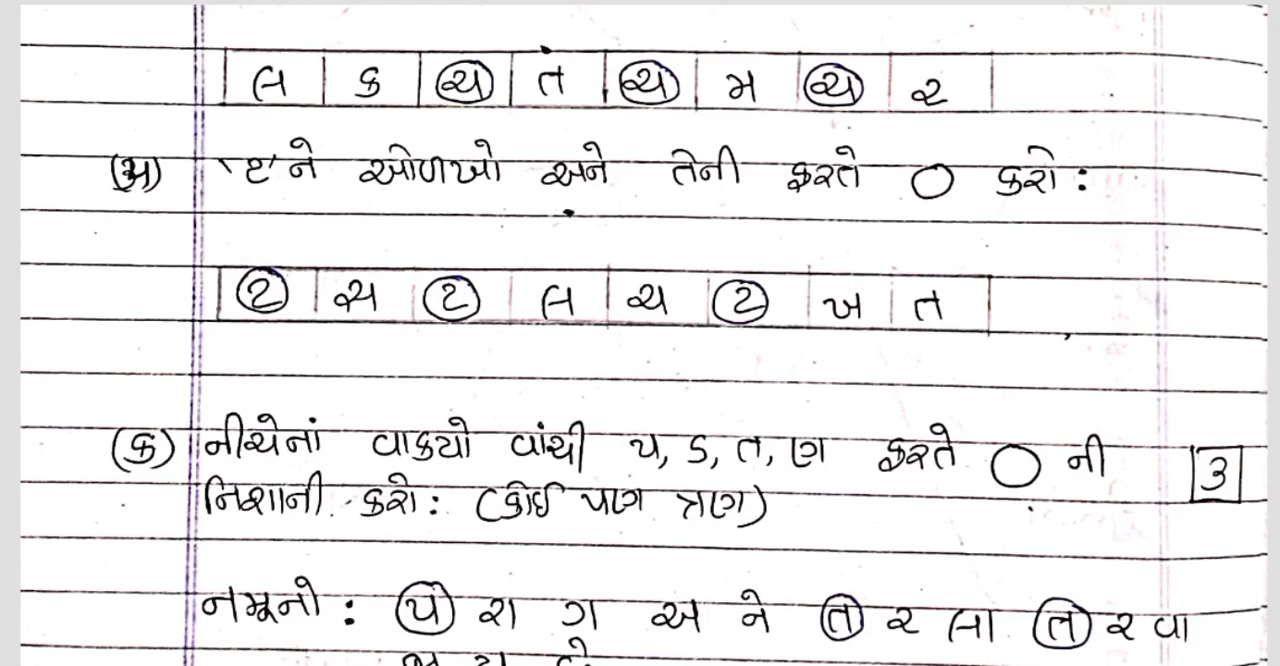 લ ક ચ ત ચ મ ચ ર
(અ) 'ટ' ને ઓળખો અને તેની ફરતે ○ કરો :
ટ સ ટ લ ચ ટ ખ ત
(ક) નીચેનાં વાક્યો વાંચી પ, ડ, ત, ણ ફરતે ○ ની 3
નિશાની કરો : (કોઈ પણ ત્રણ)
નમૂનો : પ રા ગ અ ને ત ર લા ત ર વા